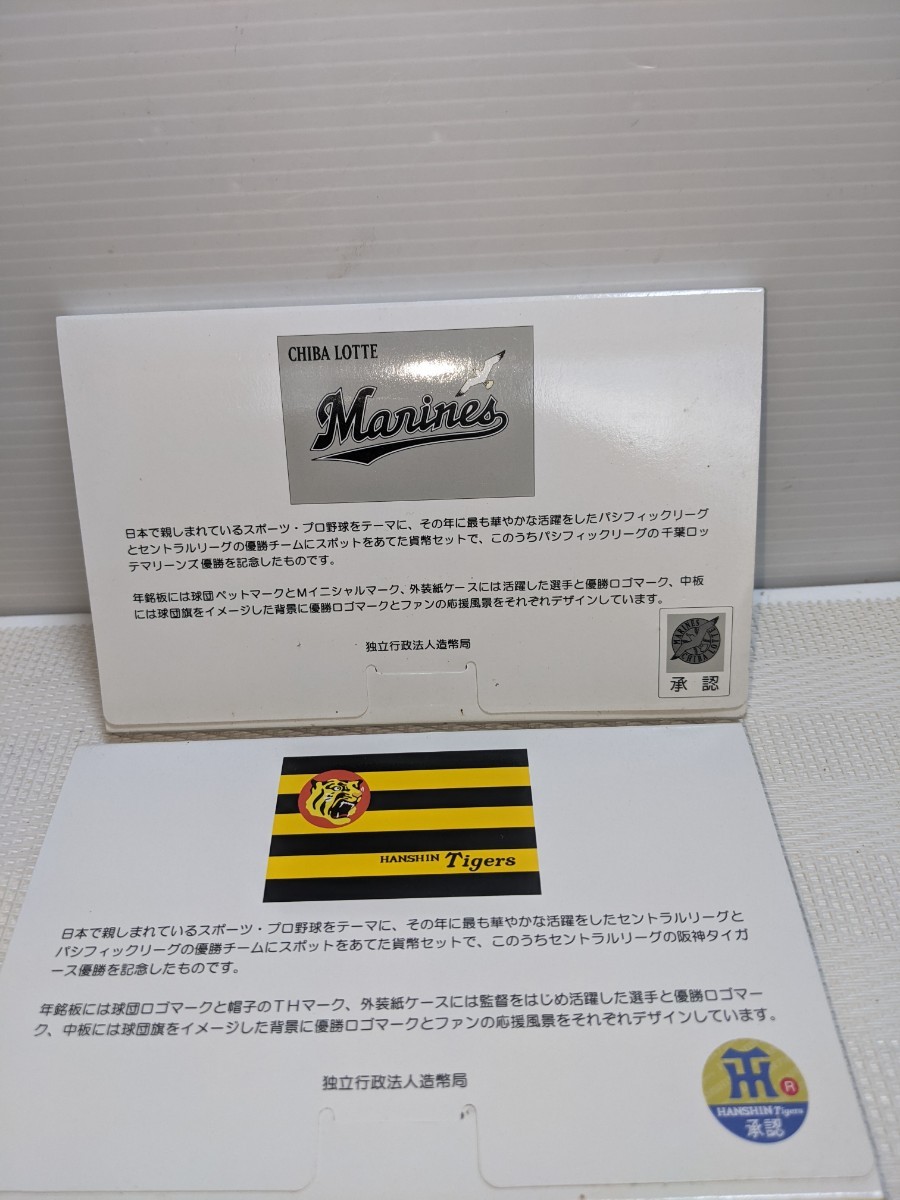 CHIBA LOTTE
Marines
日本で親しまれているスポーツ・プロ野球をテーマに、その年に最も華やかな活躍をしたパシフィックリーグ
とセントラルリーグの優勝チームにスポットをあてた貨幣セットで、このうちパシフィックリーグの千葉ロッ
テマリーンズ優勝を記念したものです。
年銘板には球団ペットマークとMイニシャルマーク、外装紙ケースには活躍した選手と優勝ロゴマーク、中板
には球団旗をイメージした背景に優勝ロゴマークとファンの応援風景をそれぞれデザインしています。
独立行政法人造幣局
MARINES
CHIBA LOTTE
承認
HANSHIN Tigers
日本で親しまれているスポーツ・プロ野球をテーマに、その年に最も華やかな活躍をしたセントラルリーグと
パシフィックリーグの優勝チームにスポットをあてた貨幣セットで、このうちセントラルリーグの阪神タイガ
ース優勝を記念したものです。
年銘板には球団ロゴマークと帽子のTHマーク、外装紙ケースには監督をはじめ活躍した選手と優勝ロゴマー
ク、中板には球団旗をイメージした背景に優勝ロゴマークとファンの応援風景をそれぞれデザインしています。
独立行政法人造幣局
TH
R
HANSHIN Tigers
承認